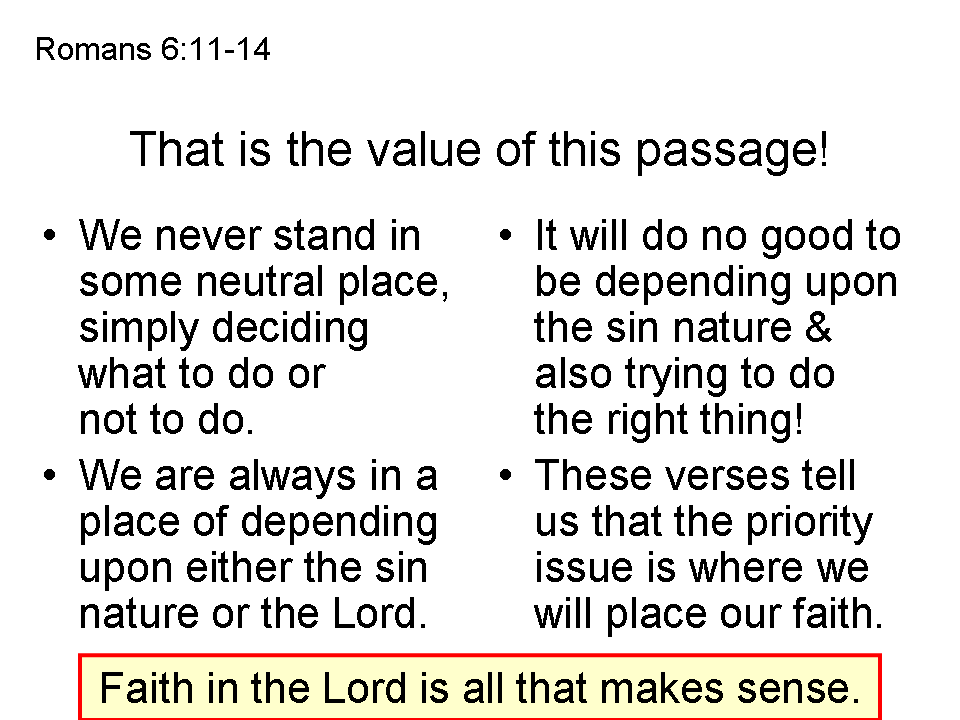 Romans 6:11-14
That is the value of this passage!
• We never stand in
some neutral place,
simply deciding
what to do or
not to do.
• We are always in a
place of depending
upon either the sin
nature or the Lord.
• It will do no good to
be depending upon
the sin nature &
also trying to do
the right thing!
• These verses tell
us that the priority
issue is where we
will place our faith.
Faith in the Lord is all that makes sense.